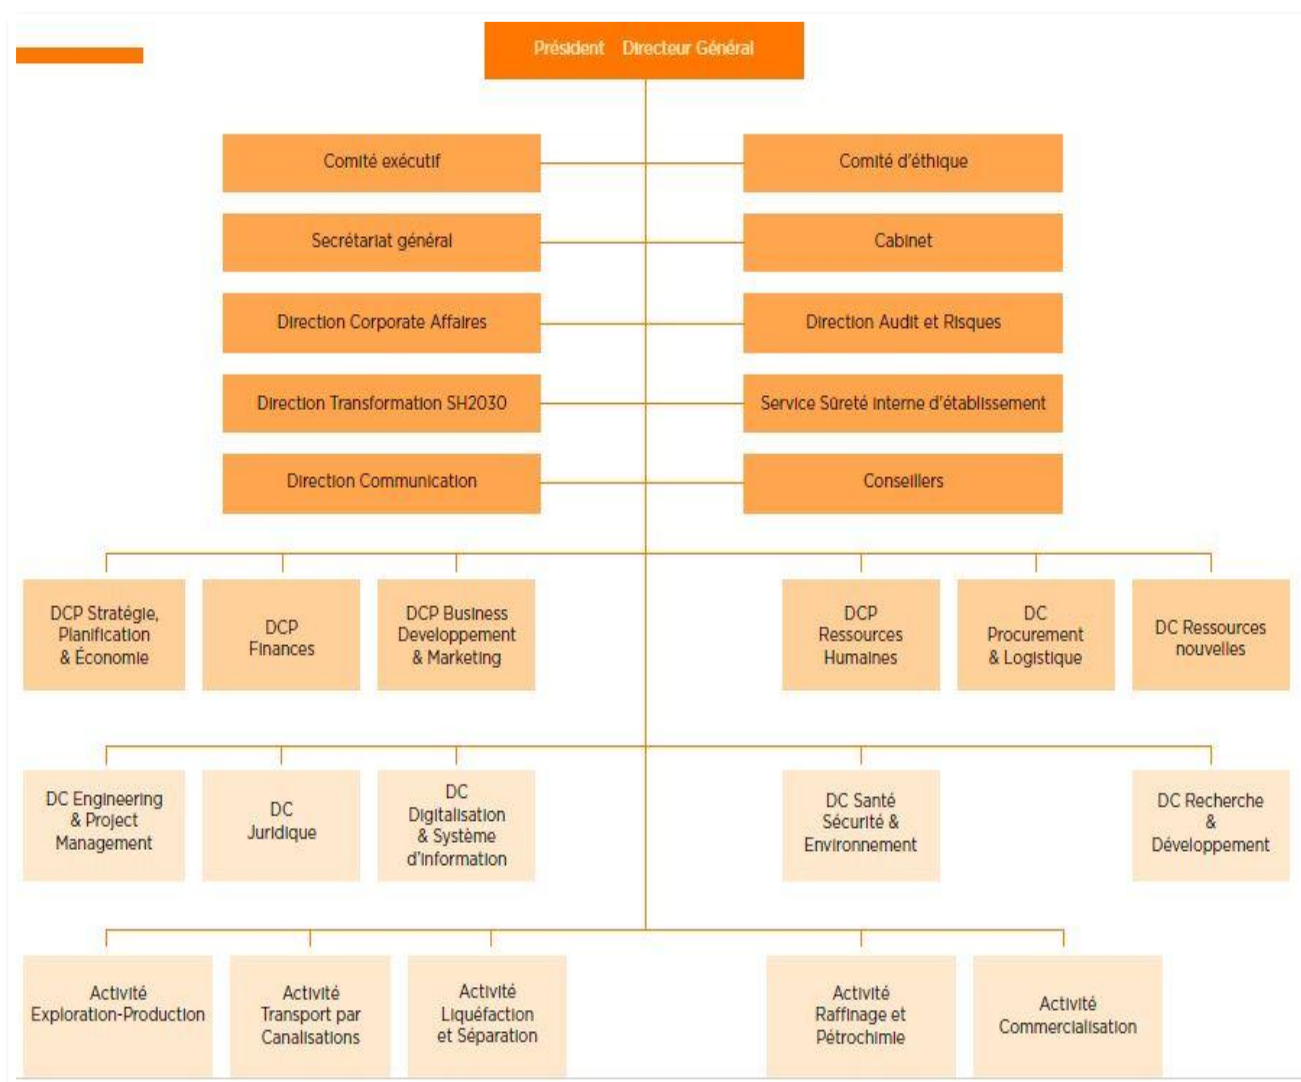 Président Directeur Général
Comité exécutif
Comité d'éthique
Secrétariat général
Cabinet
Direction Corporate Affaires
Direction Audit et Risques
Direction Transformation SH2030
Service Sûreté interne d'établissement
Direction Communication
Conseillers
DCP Stratégie,
Planification
& Économie
DCP
Finances
DCP Business
Developpement
& Marketing
DCP
Ressources
Humaines
DC
Procurement
& Logistique
DC Ressources
nouvelles
DC Engineering
& Project
Management
DC
Juridique
DC
Digitalisation
& Système
d'information
DC Santé
Sécurité &
Environnement
DC Recherche
&
Développement
Activité
Exploration-Production
Activité
Transport par
Canalisations
Activité
Liquéfaction
et Séparation
Activité
Raffinage et
Pétrochimie
Activité
Commercialisation